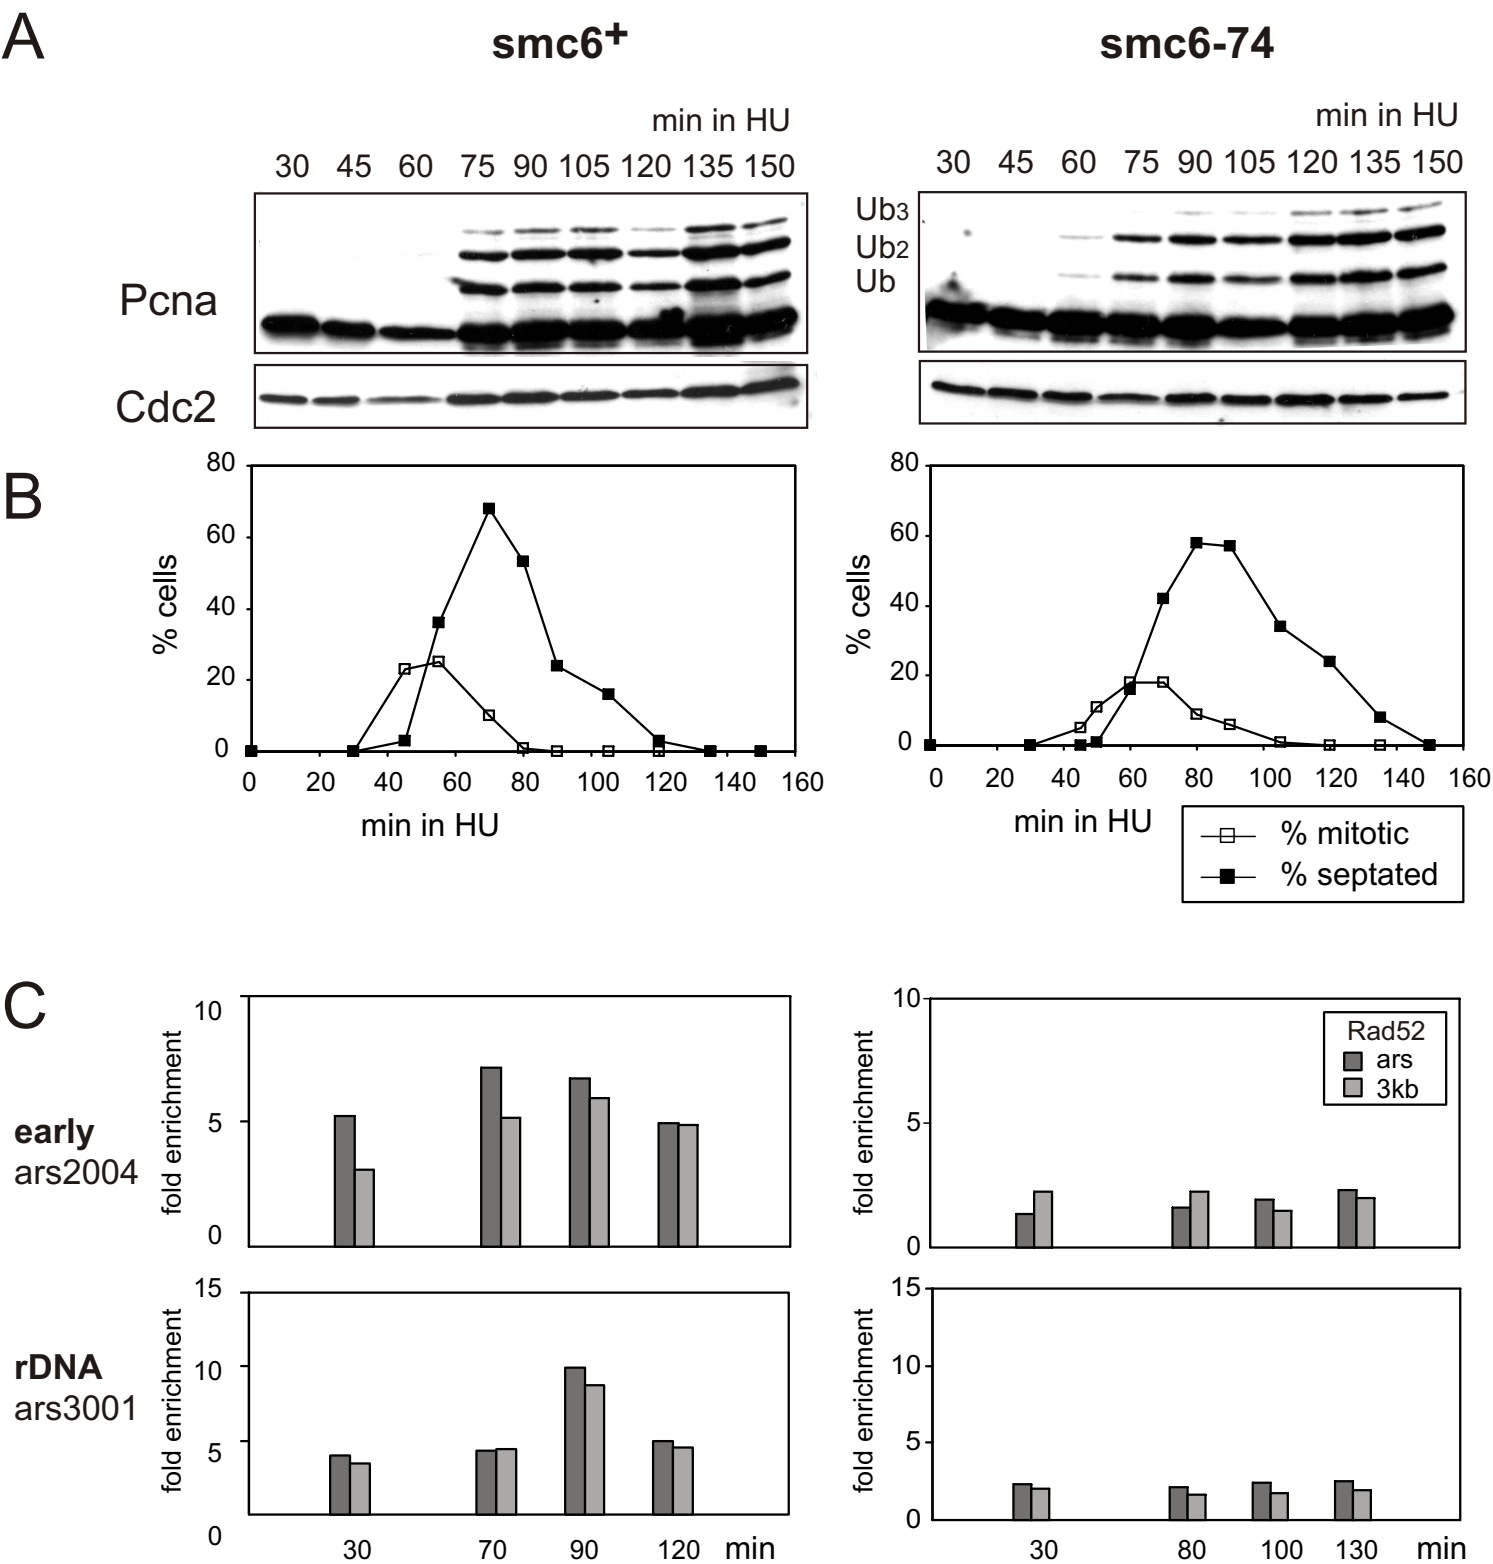 A
smc6+
smc6-74
min in HU
min in HU
30 45 60 75 90 105 120 135 150
30 45 60 75 90 105 120 135 150
Ub3
Ub2
Ub
Pcna
Cdc2
B
80
60
40
20
0
% cells
0 20 40 60 80 100 120 140 160
min in HU
80
60
40
20
0
% cells
0 20 40 60 80 100 120 140 160
min in HU
% mitotic
% septated
C
early
ars2004
fold enrichment
10
5
0
fold enrichment
10
5
0
Rad52
ars
3kb
rDNA
ars3001
fold enrichment
15
10
5
0
30 70 90 120 min
fold enrichment
15
10
5
0
30 80 100 130 min